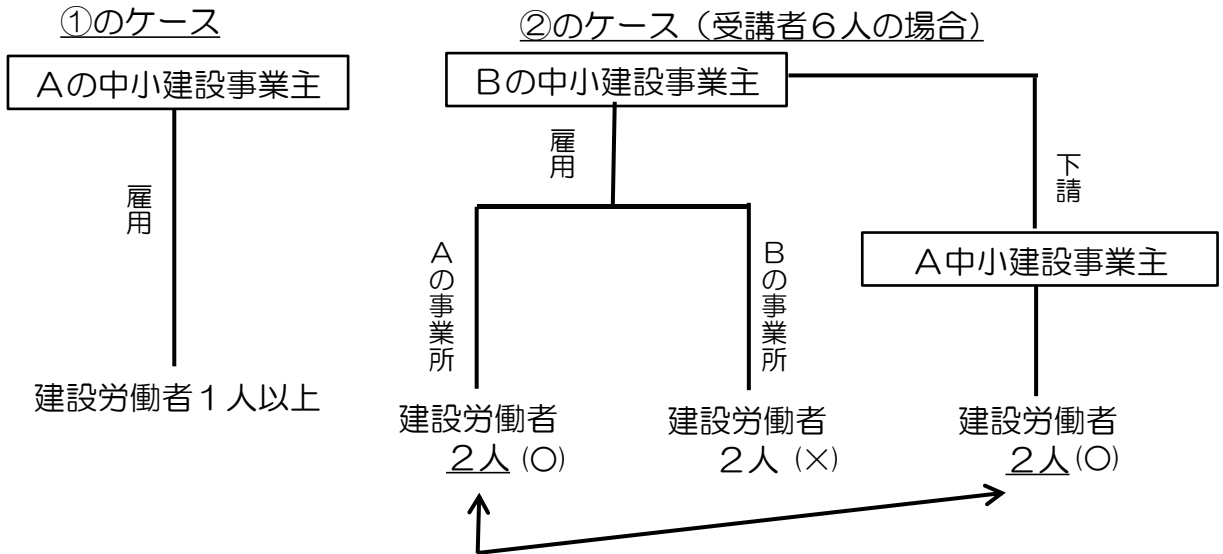 ①のケース
Aの中小建設事業主
雇用
建設労働者1人以上
②のケース(受講者6人の場合)
Bの中小建設事業主
雇用
下請
Aの事業所
Bの事業所
A中小建設事業主
建設労働者
2人(○)
建設労働者
2人(×)
建設労働者
2人(○)